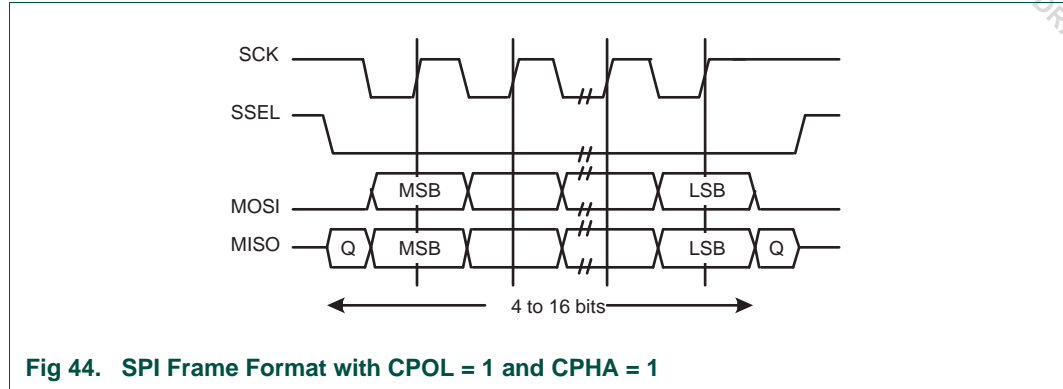 SCK
SSEL
MOSI
MSB
LSB
MISO
Q
MSB
LSB
Q
4 to 16 bits
Fig 44. SPI Frame Format with CPOL = 1 and CPHA = 1